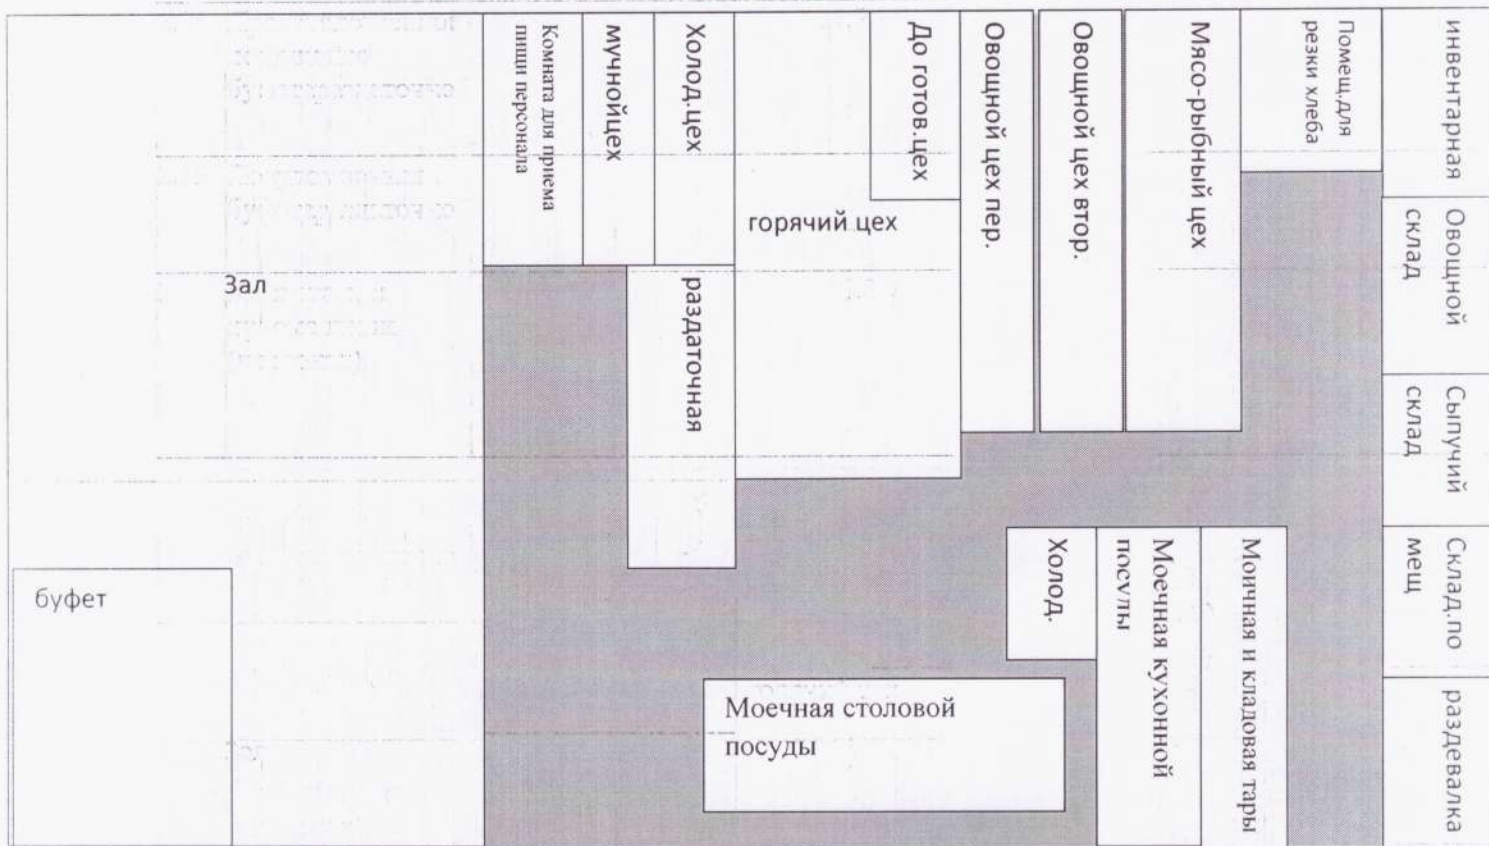 Комната для приема
пищи персонала
мучнойцех
Холод.цех
До готов.цех
Овощной цех пер.
Овощной цех втор.
Мясо-рыбный цех
Помещ.для
резки хлеба
инвентарная
горячий цех
Овощной
склад
Зал
раздаточная
Сыпучий
склад
Склад.по
мещ
Холод.
Моечная кухонной
посуды
Моичная и кладовая тары
буфет
Моечная столовой
посуды
раздевалка